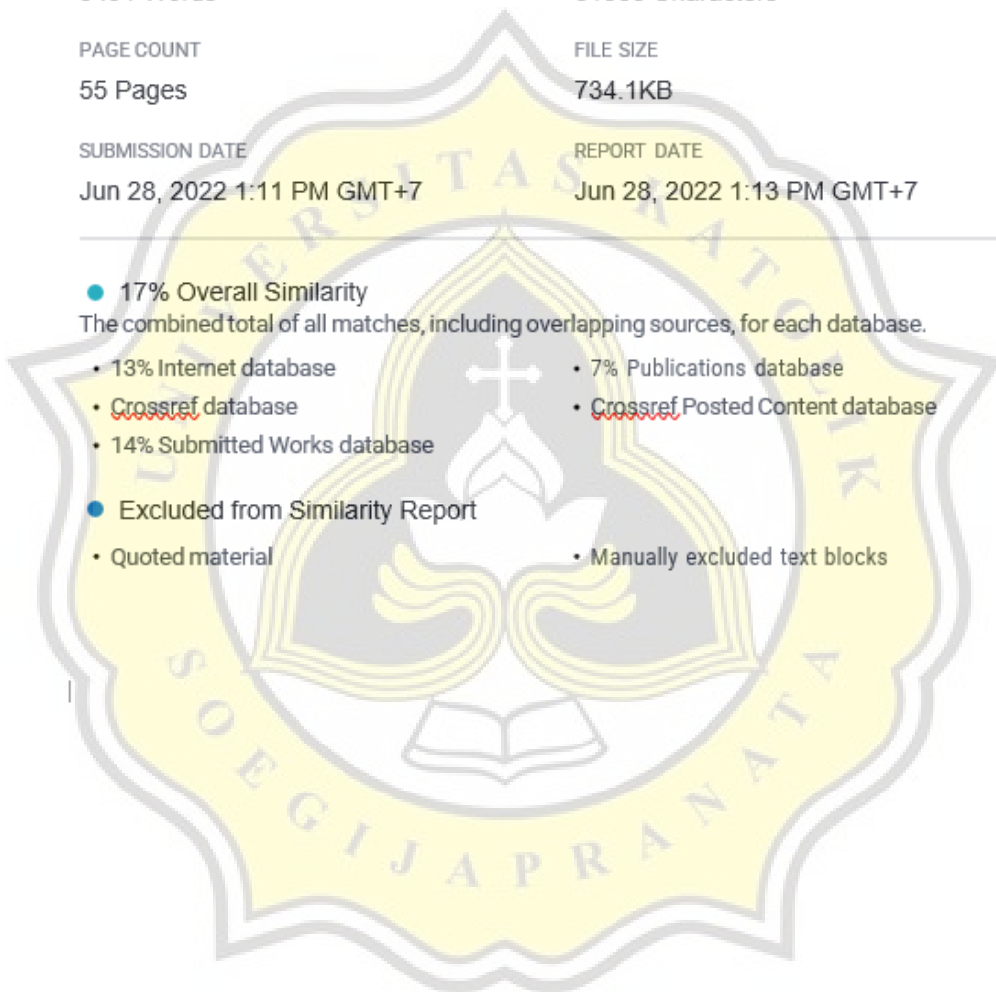 PAGE COUNT
55 Pages
FILE SIZE
734.1KB
SUBMISSION DATE
Jun 28, 2022 1:11 PM GMT+7
REPORT DATE
Jun 28, 2022 1:13 PM GMT+7
17% Overall Similarity
The combined total of all matches, including overlapping sources, for each database.
• 13% Internet database
• 7% Publications database
• Crossref database
• Crossref Posted Content database
• 14% Submitted Works database
Excluded from Similarity Report
• Quoted material
• Manually excluded text blocks
UNIVERSITAS KATOLIK
SOEGIJAPRANATA